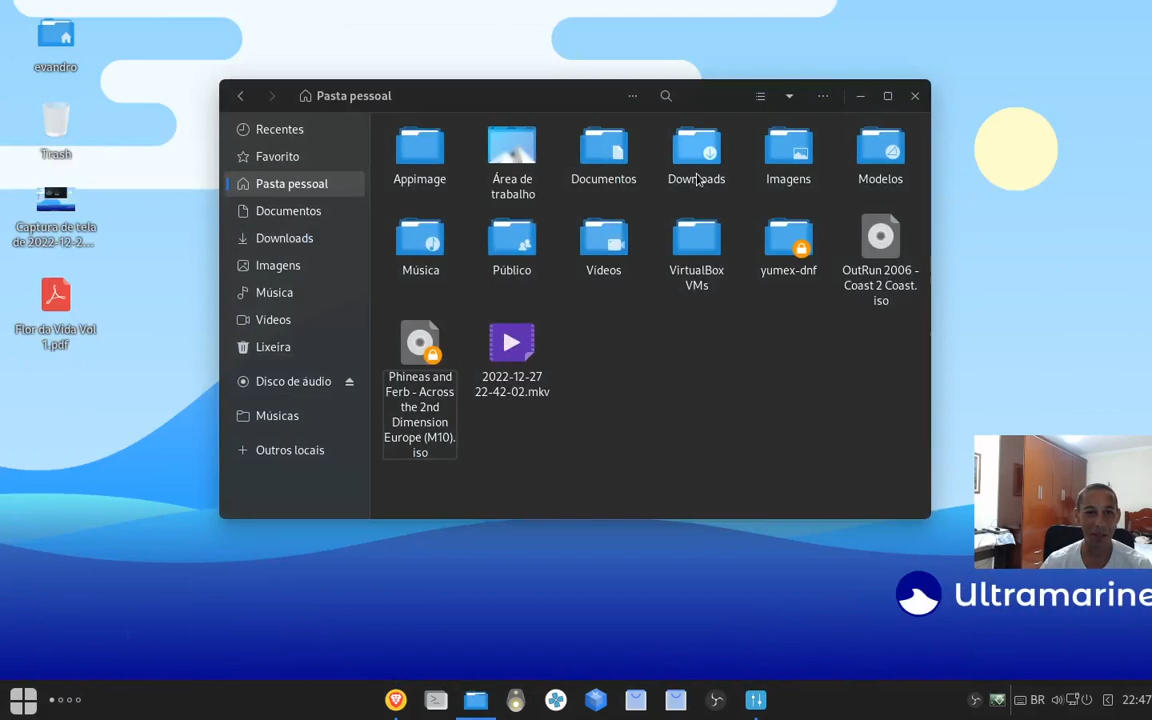 evandro
Trash
Captura de tela
de 2022-12-2...
Flor da Vida Vol
1.pdf
Pasta pessoal
Recentes
Favorito
Pasta pessoal
Documentos
Downloads
Imagens
Música
Vídeos
Lixeira
Disco de áudio
Músicas
Outros locais
Appimage
Área de
trabalho
Documentos
Downloads
Imagens
Modelos
Música
Público
Vídeos
VirtualBox
VMs
yumex-dnf
OutRun 2006 -
Coast 2 Coast.
iso
Phineas and
Ferb - Across
the 2nd
Dimension
Europe (M10).
iso
2022-12-27
22-42-02.mkv
Ultramarine
BR
22:47